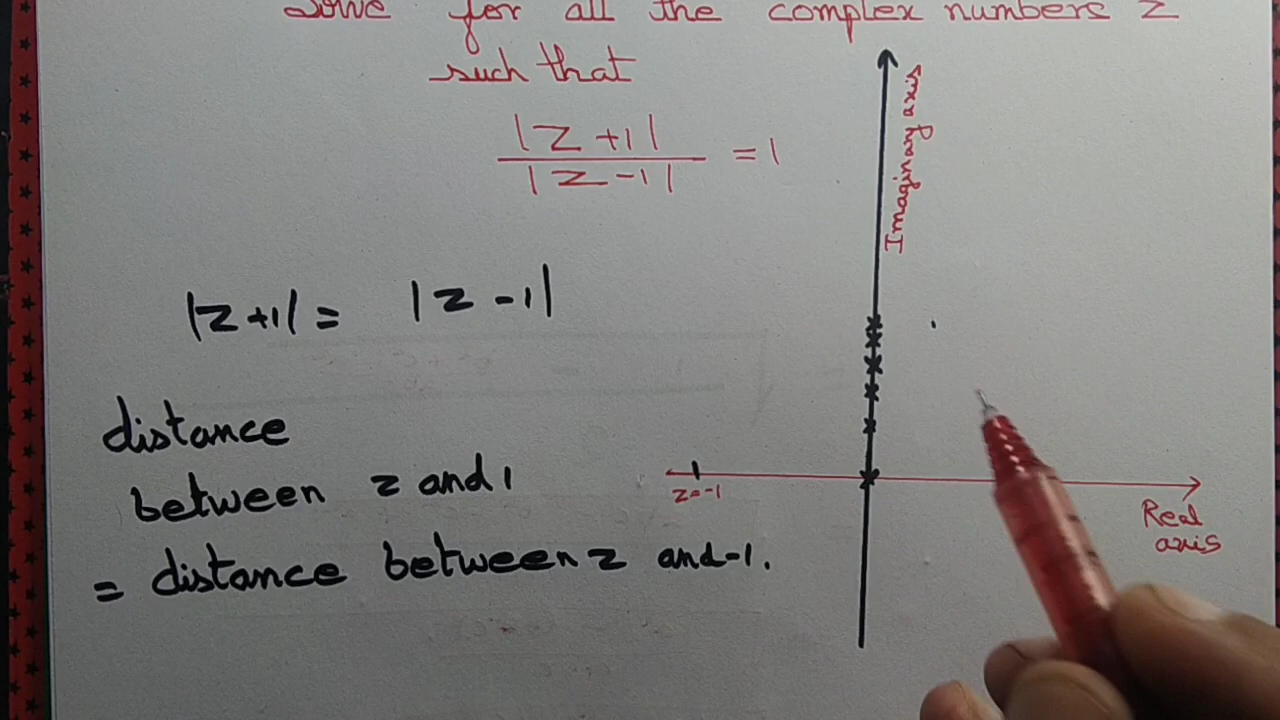 Solve for all the complex numbers z
such that
|z+1|
|z-1|
= 1
Imaginary axis
|z+1| = |z-1|
distance
between z and 1
= distance between z and -1.
z=-1
Real
axis